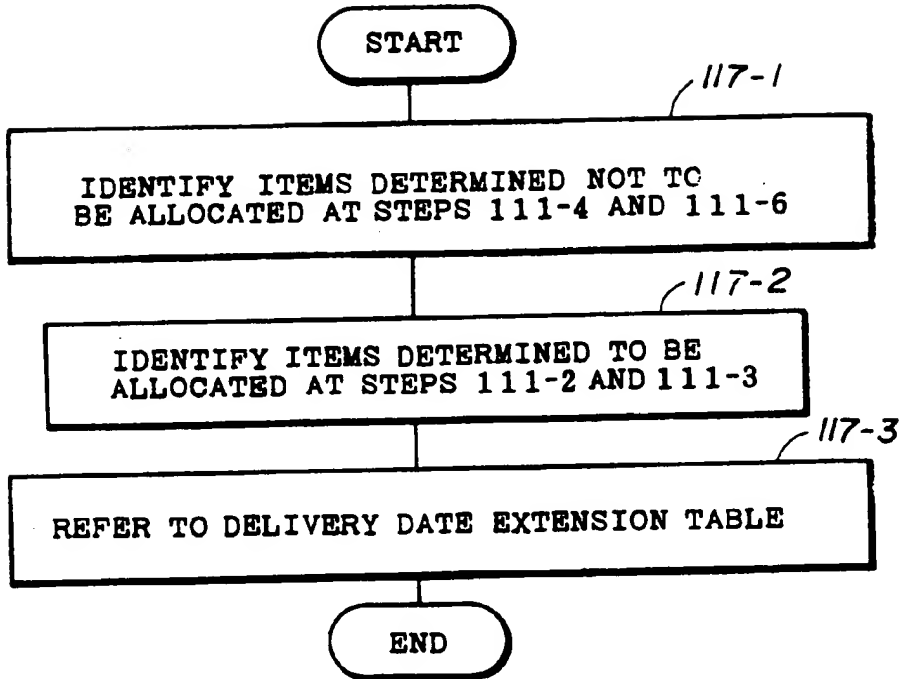 START
117-1
IDENTIFY ITEMS DETERMINED NOT TO
BE ALLOCATED AT STEPS 111-4 AND 111-6
117-2
IDENTIFY ITEMS DETERMINED TO BE
ALLOCATED AT STEPS 111-2 AND 111-3
117-3
REFER TO DELIVERY DATE EXTENSION TABLE
END